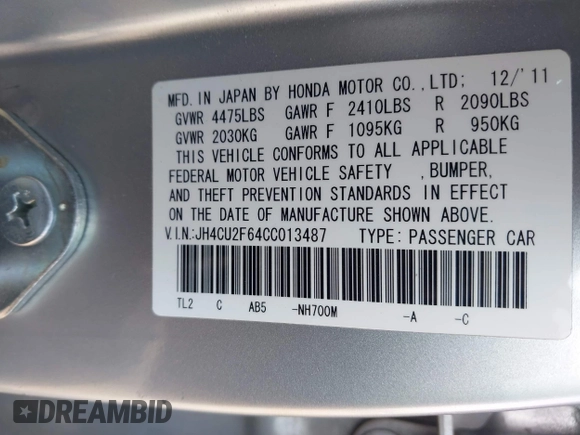 MFD. IN JAPAN BY HONDA MOTOR CO., LTD; 12/'11
GVWR 4475LBS GAWR F 2410LBS R 2090LBS
GVWR 2030KG GAWR F 1095KG R 950KG
THIS VEHICLE CONFORMS TO ALL APPLICABLE
FEDERAL MOTOR VEHICLE SAFETY ,BUMPER,
AND THEFT PREVENTION STANDARDS IN EFFECT
ON THE DATE OF MANUFACTURE SHOWN ABOVE.
V.I.N.:JH4CU2F64CC013487 TYPE: PASSENGER CAR
TL2 C AB5 -NH700M -A -C
DREAMBID